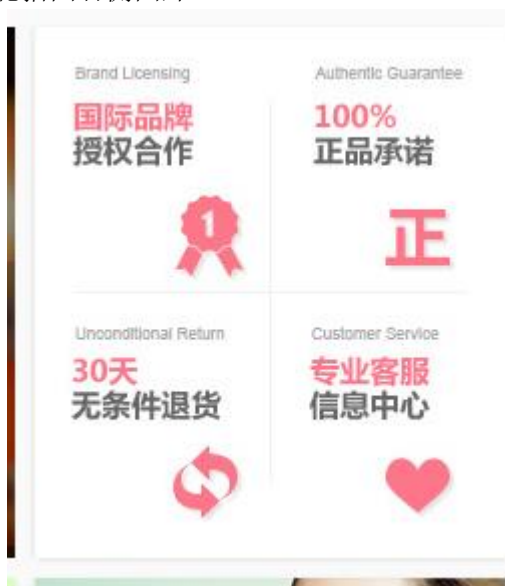 Brand Licensing
国际品牌
授权合作
1
Authentic Guarantee
100%
正品承诺
正
Unconditional Return
30天
无条件退货
Customer Service
专业客服
信息中心